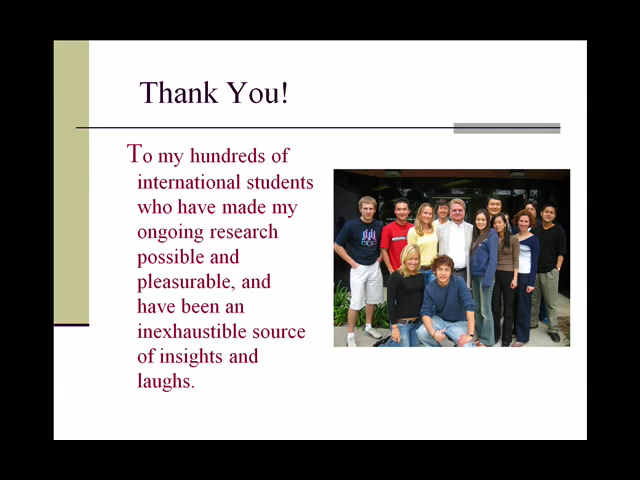 Thank You!
To my hundreds of
international students
who have made my
ongoing research
possible and
pleasurable, and
have been an
inexhaustible source
of insights and
laughs.